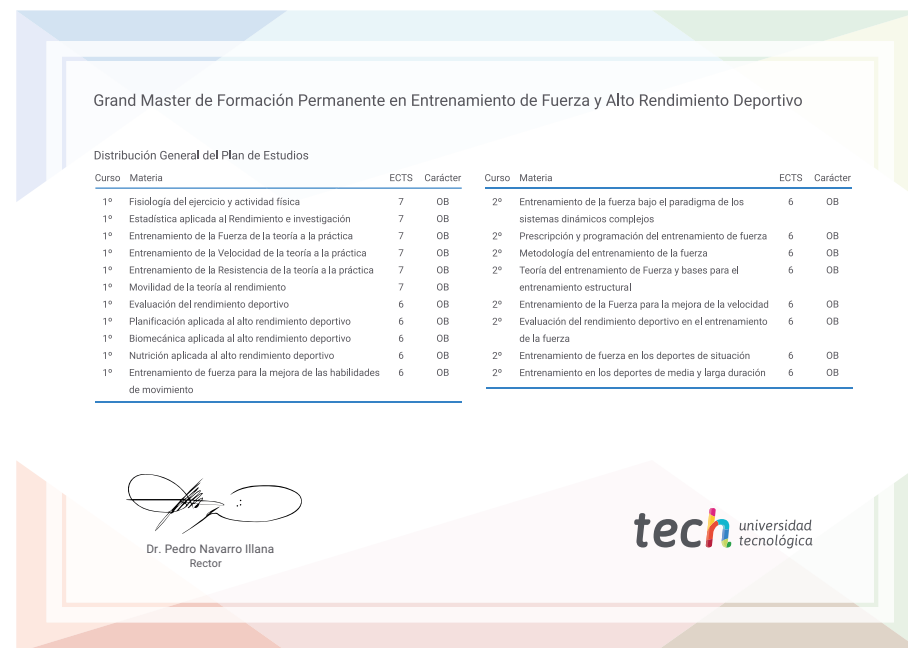 Grand Master de Formación Permanente en Entrenamiento de Fuerza y Alto Rendimiento Deportivo
Distribución General del Plan de Estudios
Curso Materia ECTS Carácter
1º Fisiología del ejercicio y actividad física 7 OB
1º Estadística aplicada al Rendimiento e investigación 7 OB
1º Entrenamiento de la Fuerza de la teoría a la práctica 7 OB
1º Entrenamiento de la Velocidad de la teoría a la práctica 7 OB
1º Entrenamiento de la Resistencia de la teoría a la práctica 7 OB
1º Movilidad de la teoría al rendimiento 7 OB
1º Evaluación del rendimiento deportivo 6 OB
1º Planificación aplicada al alto rendimiento deportivo 6 OB
1º Biomecánica aplicada al alto rendimiento deportivo 6 OB
1º Nutrición aplicada al alto rendimiento deportivo 6 OB
1º Entrenamiento de fuerza para la mejora de las habilidades 6 OB
de movimiento
Curso Materia ECTS Carácter
2º Entrenamiento de la fuerza bajo el paradigma de los 6 OB
sistemas dinámicos complejos
2º Prescripción y programación del entrenamiento de fuerza 6 OB
2º Metodología del entrenamiento de la fuerza 6 OB
2º Teoría del entrenamiento de Fuerza y bases para el 6 OB
entrenamiento estructural
2º Entrenamiento de la Fuerza para la mejora de la velocidad 6 OB
2º Evaluación del rendimiento deportivo en el entrenamiento 6 OB
de la fuerza
2º Entrenamiento de fuerza en los deportes de situación 6 OB
2º Entrenamiento en los deportes de media y larga duración 6 OB
Dr. Pedro Navarro Illana
Rector
tech universidad
tecnológica